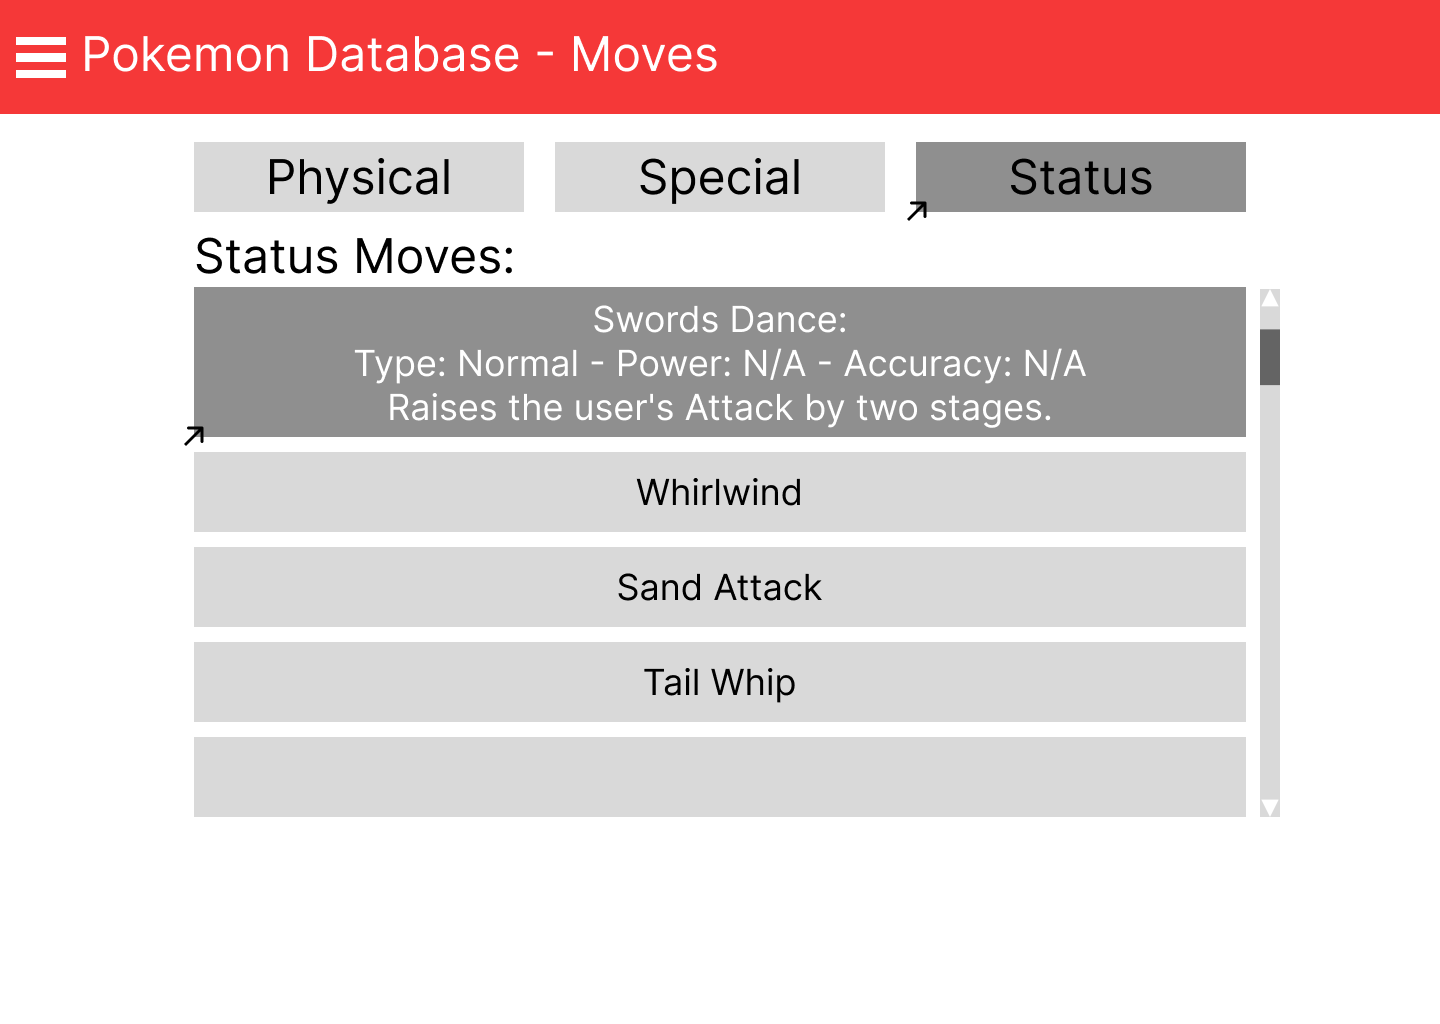 Pokemon Database - Moves
Physical
Special
Status
Status Moves:
Swords Dance:
Type: Normal - Power: N/A - Accuracy: N/A
Raises the user's Attack by two stages.
Whirlwind
Sand Attack
Tail Whip